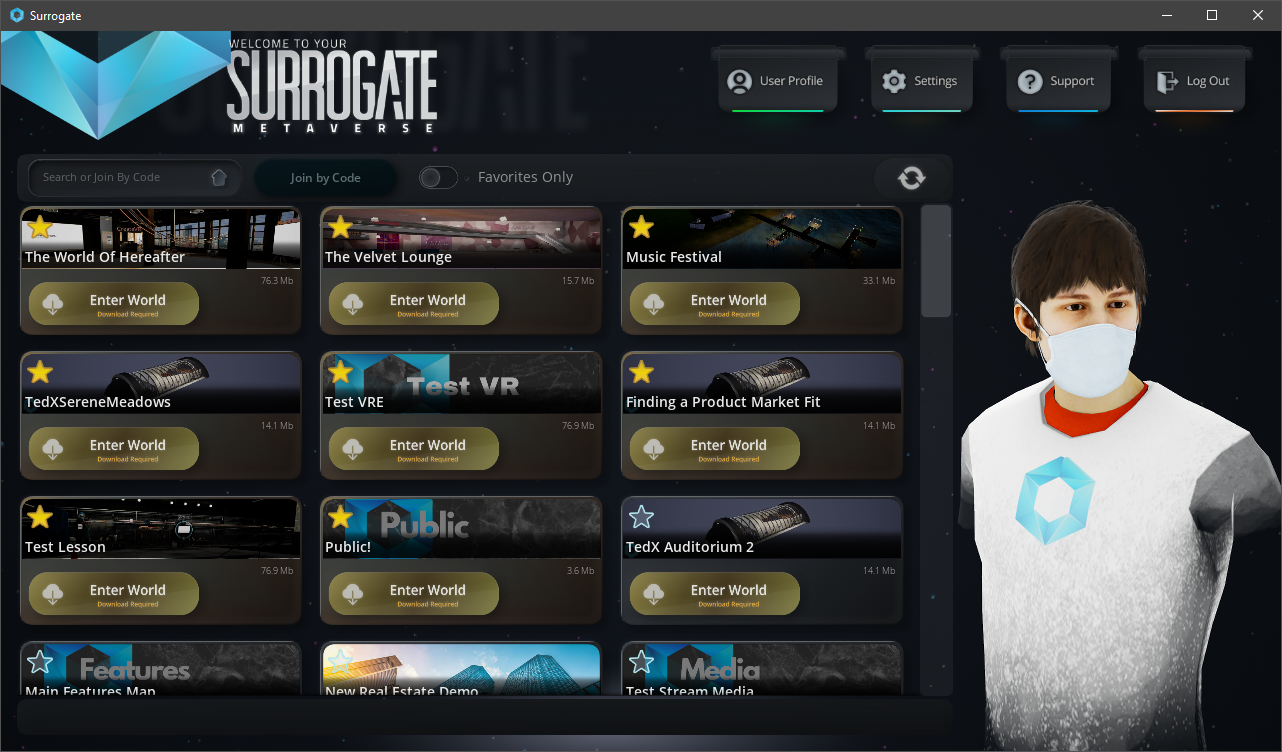 Surrogate
WELCOME TO YOUR
SURROGATE
METAVERSE
User Profile
Settings
Support
Log Out
Search or Join By Code
Join by Code
Favorites Only
The World Of Hereafter
76.3 Mb
Enter World
Download Required
The Velvet Lounge
15.7 Mb
Enter World
Download Required
Music Festival
33.1 Mb
Enter World
Download Required
TedXSereneMeadows
14.1 Mb
Enter World
Download Required
Test VR
Test VRE
76.9 Mb
Enter World
Download Required
Finding a Product Market Fit
14.1 Mb
Enter World
Download Required
Test Lesson
76.9 Mb
Enter World
Download Required
Public
Public!
3.6 Mb
Enter World
Download Required
TedX Auditorium 2
14.1 Mb
Enter World
Download Required
Features
Main Features Map
New Real Estate Demo
Media
Test Stream Media